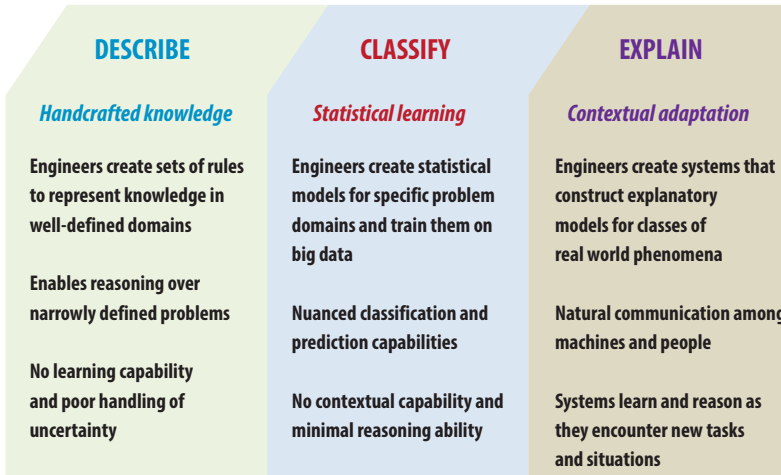 DESCRIBE
Handcrafted knowledge
Engineers create sets of rules
to represent knowledge in
well-defined domains
Enables reasoning over
narrowly defined problems
No learning capability
and poor handling of
uncertainty
CLASSIFY
Statistical learning
Engineers create statistical
models for specific problem
domains and train them on
big data
Nuanced classification and
prediction capabilities
No contextual capability and
minimal reasoning ability
EXPLAIN
Contextual adaptation
Engineers create systems that
construct explanatory
models for classes of
real world phenomena
Natural communication among
machines and people
Systems learn and reason as
they encounter new tasks
and situations